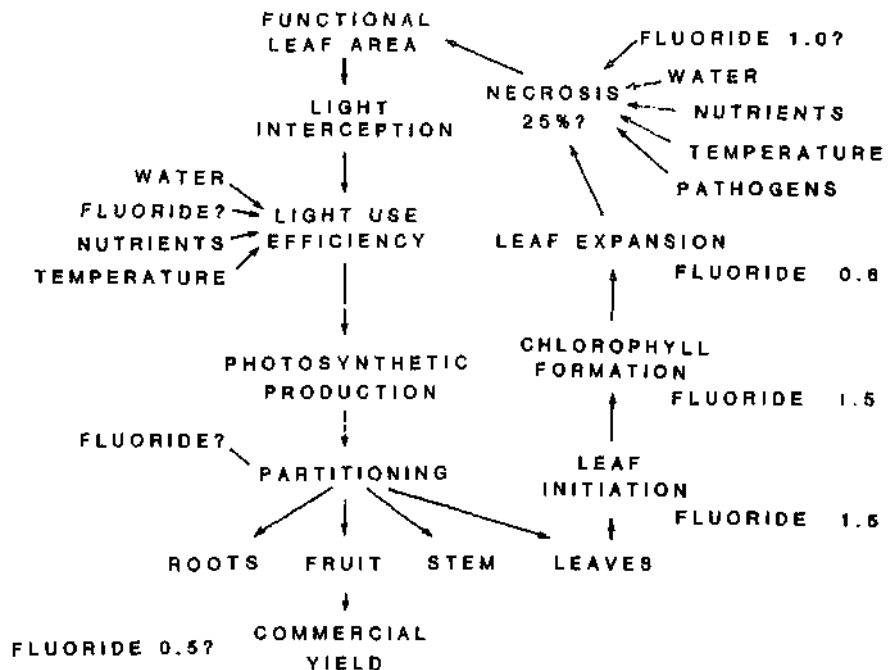 FUNCTIONAL
LEAF AREA
FLUORIDE 1.0?
WATER
NECROSIS
25%?
NUTRIENTS
TEMPERATURE
PATHOGENS
LIGHT
INTERCEPTION
WATER
FLUORIDE?
NUTRIENTS
TEMPERATURE
LIGHT USE
EFFICIENCY
LEAF EXPANSION
FLUORIDE 0.6
CHLOROPHYLL
FORMATION
FLUORIDE 1.5
PHOTOSYNTHETIC
PRODUCTION
FLUORIDE?
PARTITIONING
LEAF
INITIATION
FLUORIDE 1.6
ROOTS
FRUIT
STEM
LEAVES
FLUORIDE 0.5?
COMMERCIAL
YIELD